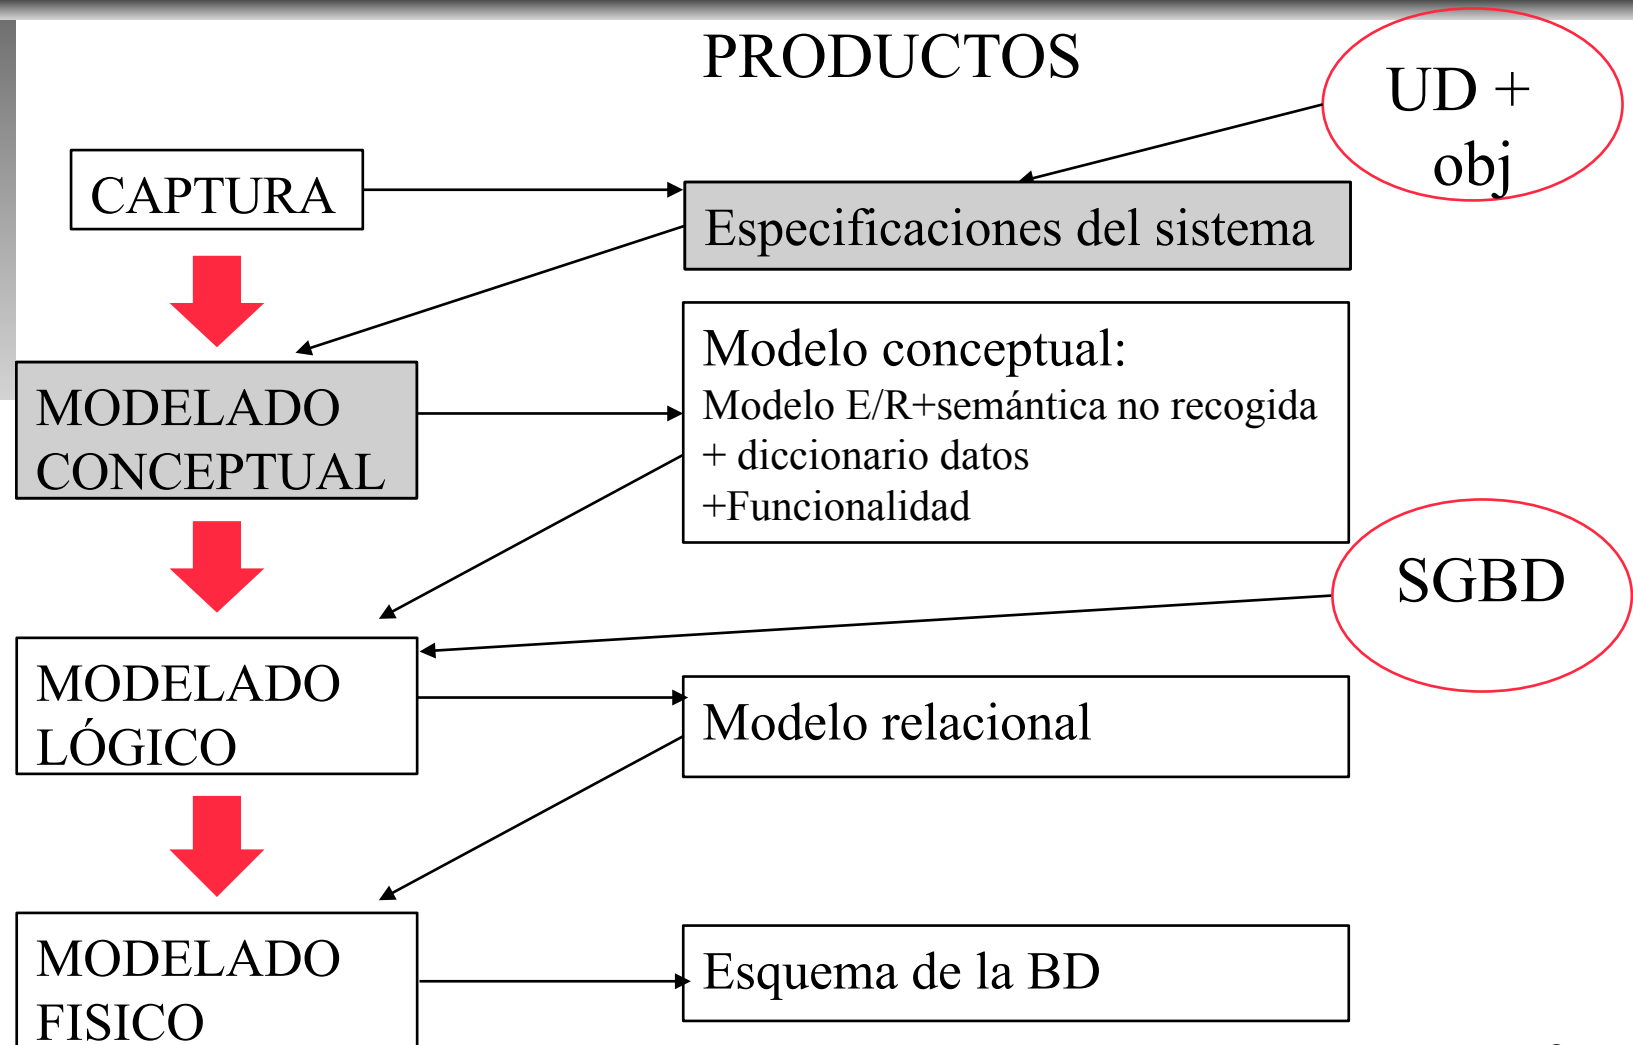 PRODUCTOS
UD +
obj
CAPTURA
Especificaciones del sistema
MODELADO
CONCEPTUAL
Modelo conceptual:
Modelo E/R+semántica no recogida
+ diccionario datos
+Funcionalidad
SGBD
MODELADO
LÓGICO
Modelo relacional
MODELADO
FISICO
Esquema de la BD